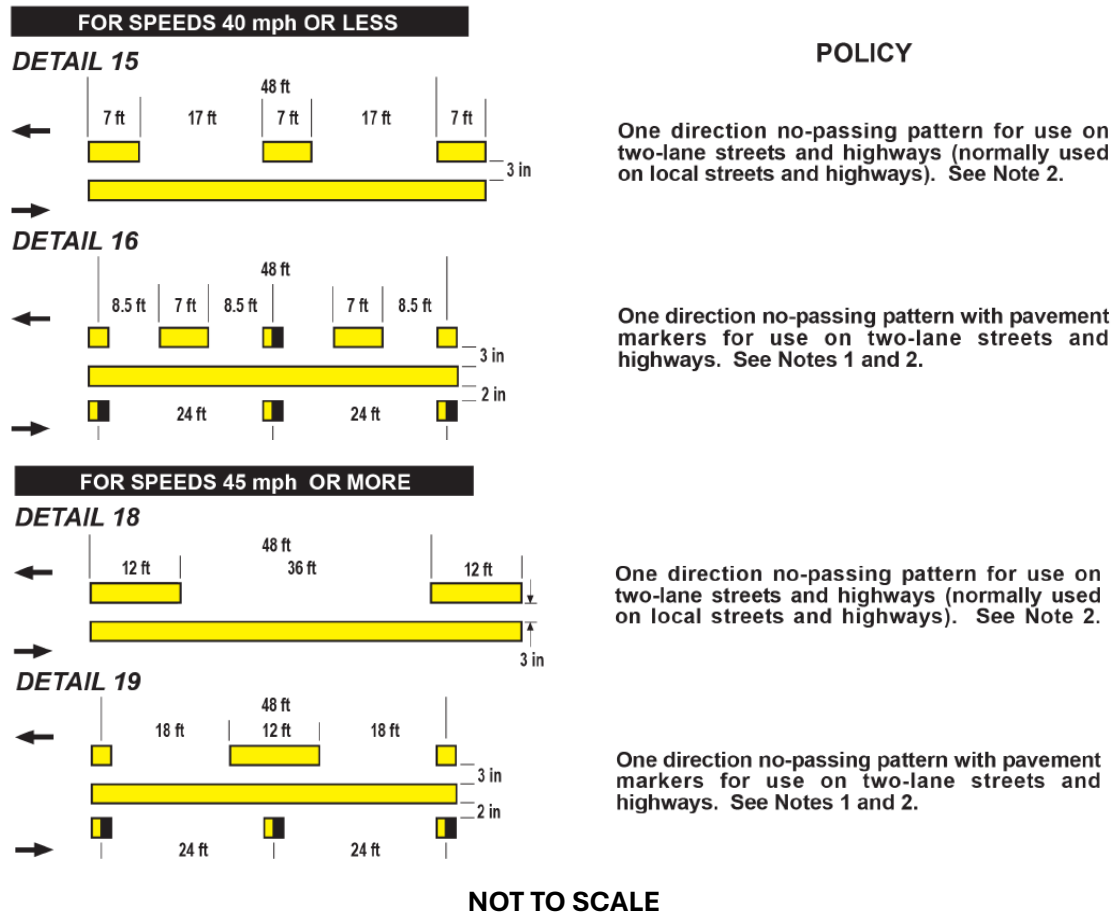 FOR SPEEDS 40 mph OR LESS
POLICY
DETAIL 15
48 ft
7 ft 17 ft 7 ft 17 ft 7 ft
3 in
One direction no-passing pattern for use on
two-lane streets and highways (normally used
on local streets and highways). See Note 2.
DETAIL 16
48 ft
8.5 ft 7 ft 8.5 ft 7 ft 8.5 ft
3 in
2 in
24 ft 24 ft
One direction no-passing pattern with pavement
markers for use on two-lane streets and
highways. See Notes 1 and 2.
FOR SPEEDS 45 mph OR MORE
DETAIL 18
48 ft
12 ft 36 ft 12 ft
3 in
One direction no-passing pattern for use on
two-lane streets and highways (normally used
on local streets and highways). See Note 2.
DETAIL 19
48 ft
18 ft 12 ft 18 ft
3 in
2 in
24 ft 24 ft
One direction no-passing pattern with pavement
markers for use on two-lane streets and
highways. See Notes 1 and 2.
NOT TO SCALE